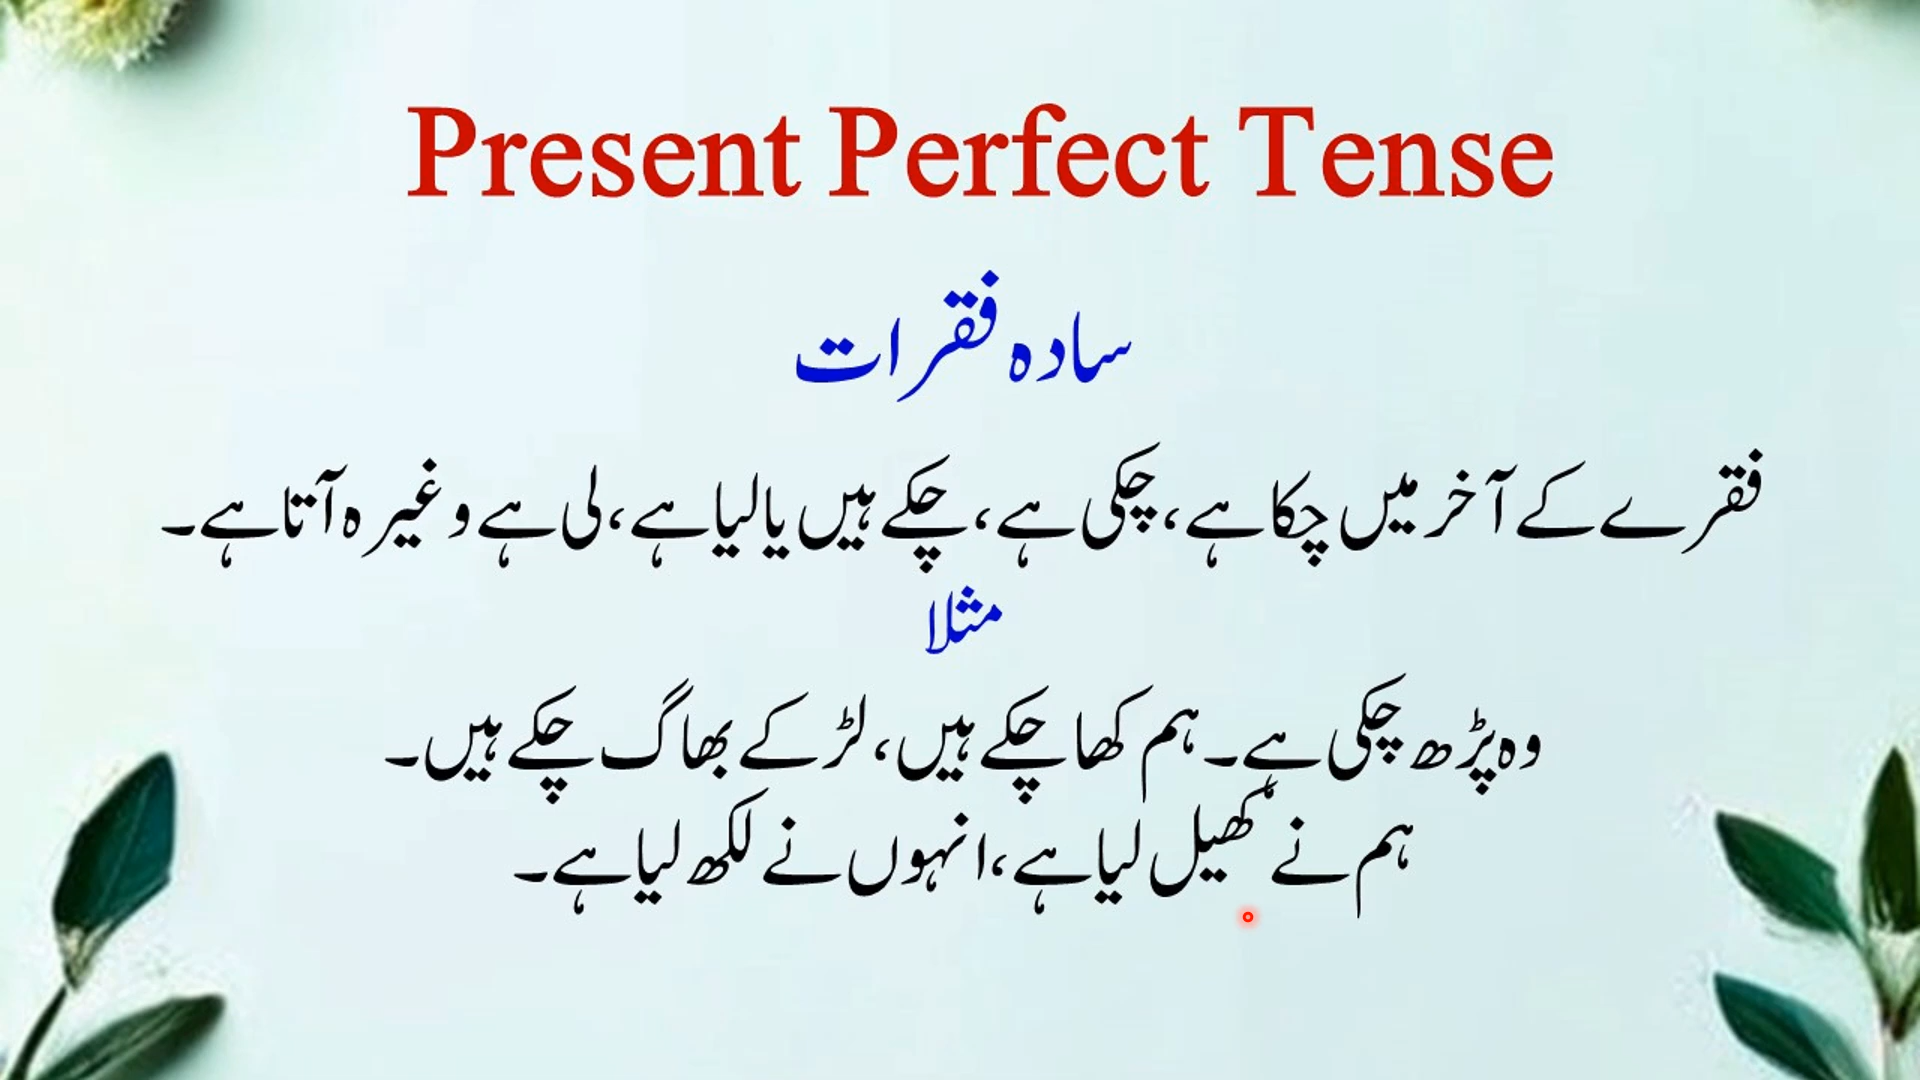 Present Perfect Tense
سادہ فقرات
فقرے کے آخر میں چکا ہے، چکی ہے، چکے ہیں یا لیا ہے، لی ہے وغیرہ آتا ہے۔
مثلا
وہ پڑھ چکی ہے۔ ہم کھا چکے ہیں، لڑکے بھاگ چکے ہیں۔
ہم نے کھیل لیا ہے، انہوں نے لکھ لیا ہے۔